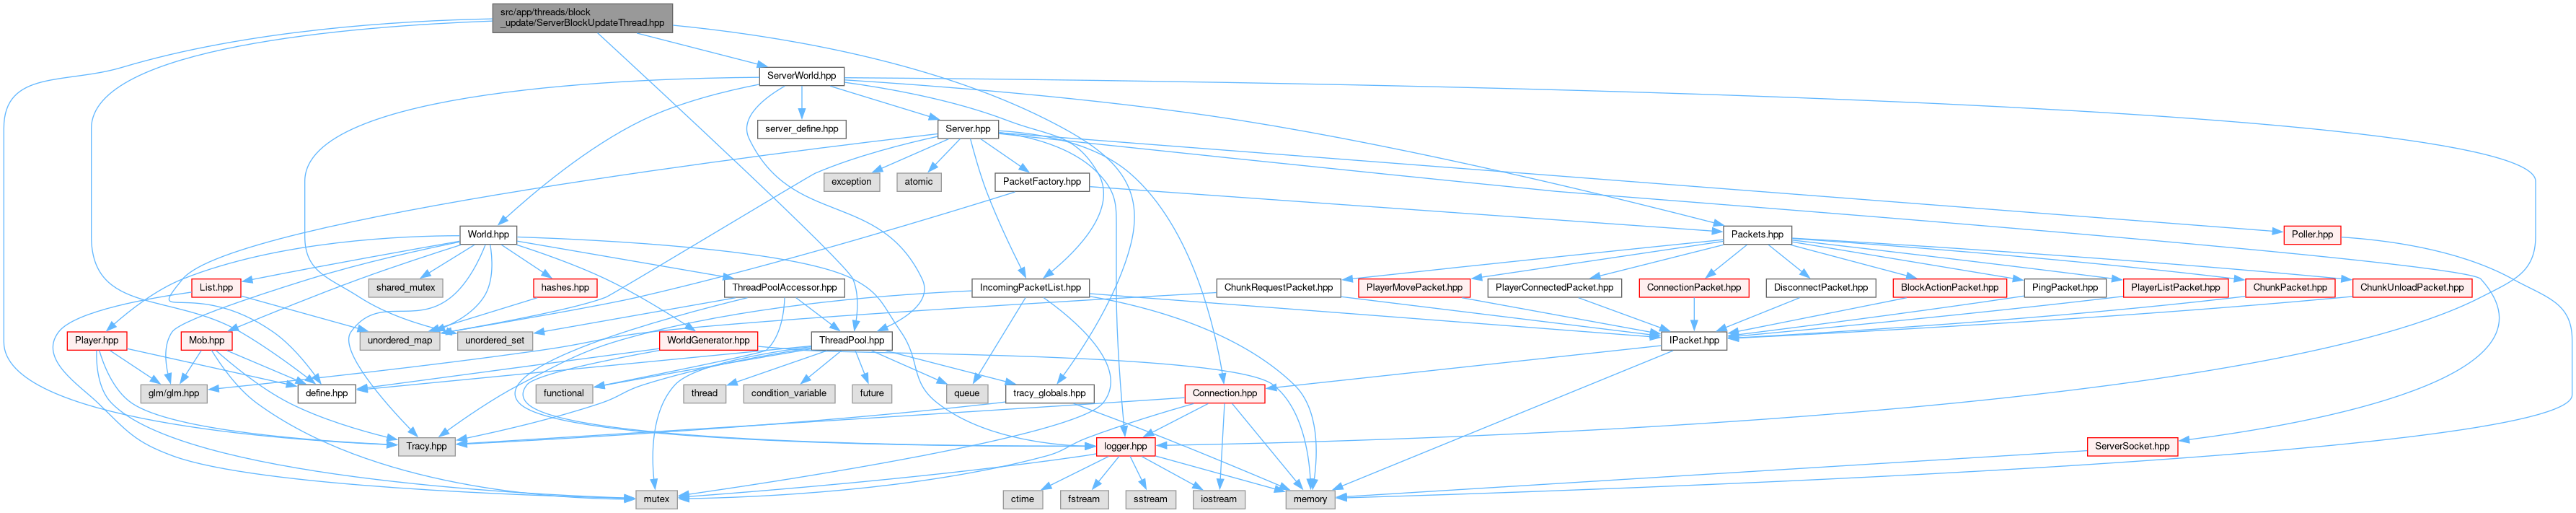 src/app/threads/block
_update/ServerBlockUpdateThread.hpp
ServerWorld.hpp
server_define.hpp
Server.hpp
exception
atomic
PacketFactory.hpp
World.hpp
Packets.hpp
Poller.hpp
List.hpp
shared_mutex
hashes.hpp
ThreadPoolAccessor.hpp
IncomingPacketList.hpp
ChunkRequestPacket.hpp
PlayerMovePacket.hpp
PlayerConnectedPacket.hpp
ConnectionPacket.hpp
DisconnectPacket.hpp
BlockActionPacket.hpp
PingPacket.hpp
PlayerListPacket.hpp
ChunkPacket.hpp
ChunkUnloadPacket.hpp
Player.hpp
Mob.hpp
unordered_map
unordered_set
WorldGenerator.hpp
ThreadPool.hpp
IPacket.hpp
glm/glm.hpp
define.hpp
functional
thread
condition_variable
future
queue
tracy_globals.hpp
Connection.hpp
Tracy.hpp
logger.hpp
ServerSocket.hpp
mutex
ctime
fstream
sstream
iostream
memory